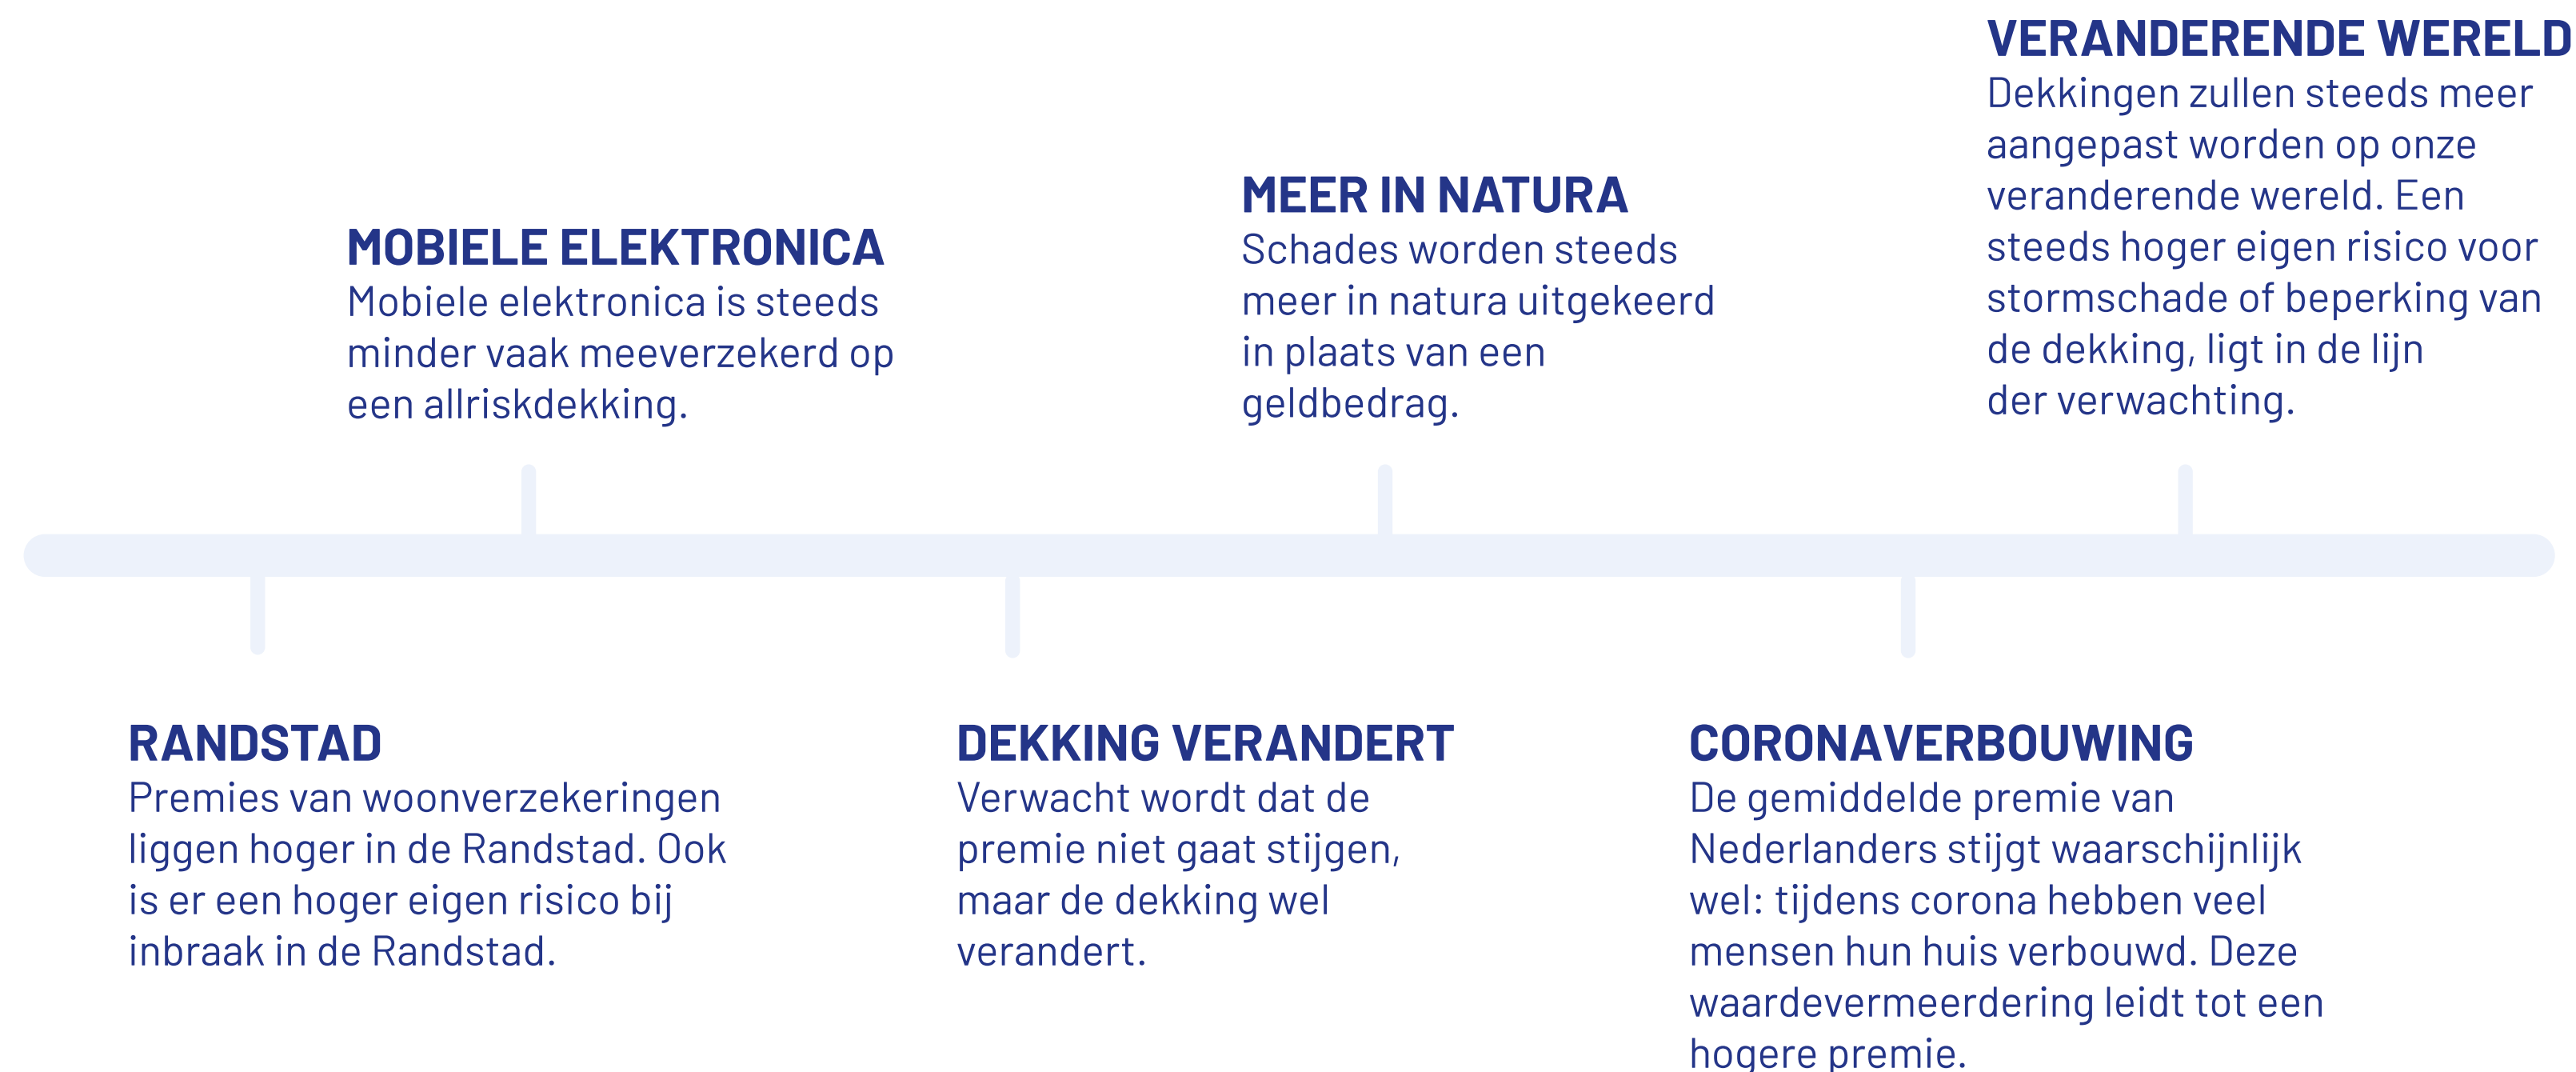 VERANDERENDE WERELD
Dekkingen zullen steeds meer
aangepast worden op onze
veranderende wereld. Een
steeds hoger eigen risico voor
stormschade of beperking van
de dekking, ligt in de lijn
der verwachting.
MEER IN NATURA
Schades worden steeds
meer in natura uitgekeerd
in plaats van een
geldbedrag.
MOBIELE ELEKTRONICA
Mobiele elektronica is steeds
minder vaak meeverzekerd op
een allriskdekking.
RANDSTAD
Premies van woonverzekeringen
liggen hoger in de Randstad. Ook
is er een hoger eigen risico bij
inbraak in de Randstad.
DEKKING VERANDERT
Verwacht wordt dat de
premie niet gaat stijgen,
maar de dekking wel
verandert.
CORONAVERBOUWING
De gemiddelde premie van
Nederlanders stijgt waarschijnlijk
wel: tijdens corona hebben veel
mensen hun huis verbouwd. Deze
waardevermeerdering leidt tot een
hogere premie.